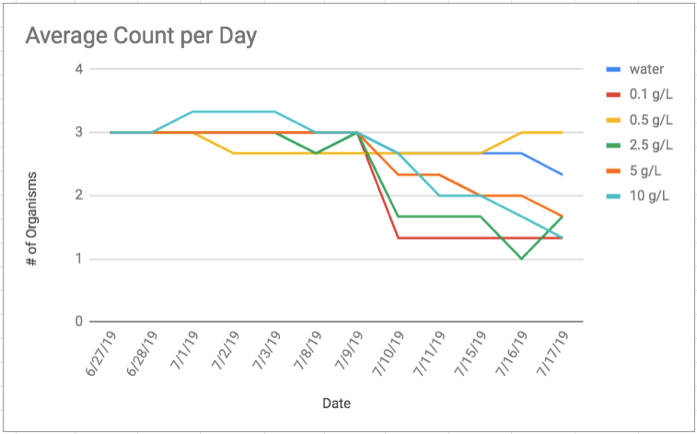 Average Count per Day
4
3
2
1
0
# of Organisms
6/27/19
6/28/19
7/1/19
7/2/19
7/3/19
7/8/19
7/9/19
7/10/19
7/11/19
7/15/19
7/16/19
7/17/19
Date
water
0.1 g/L
0.5 g/L
2.5 g/L
5 g/L
10 g/L